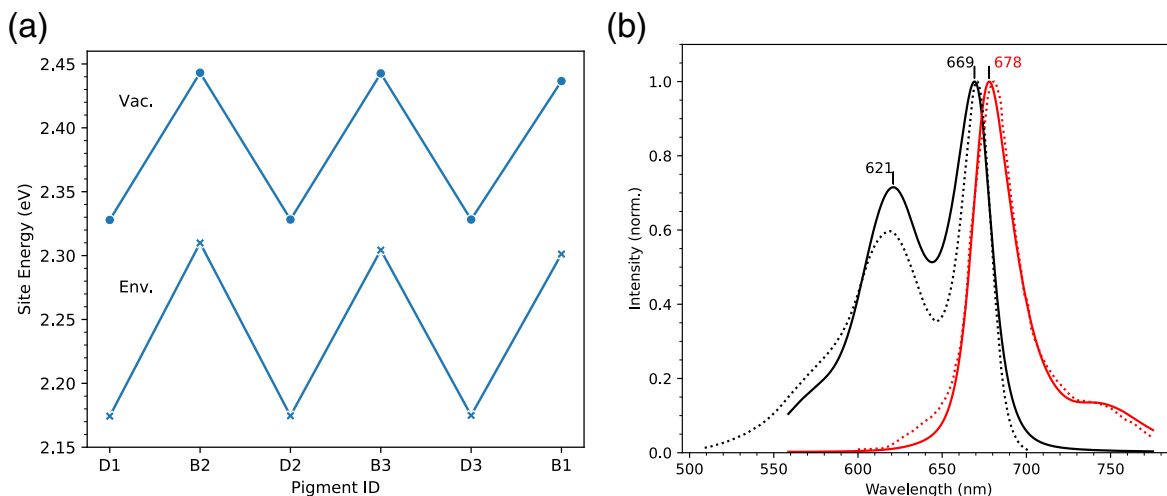 (a)
2.45
2.40
2.35
2.30
2.25
2.20
2.15
Site Energy (eV)
Vac.
Env.
D1 B2 D2 B3 D3 B1
Pigment ID
(b)
669 678
621
1.0
0.8
0.6
0.4
0.2
0.0
Intensity (norm.)
500 550 600 650 700 750
Wavelength (nm)